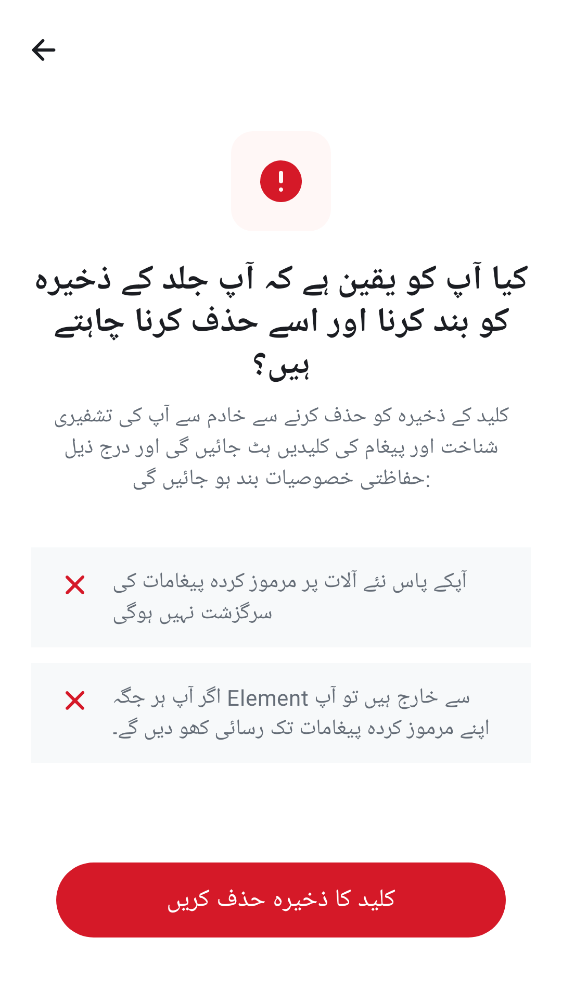 کیا آپ کو یقین ہے کہ آپ جلد کے ذخیرہ
کو بند کرنا اور اسے حذف کرنا چاہتے
ہیں؟
کلید کے ذخیرہ کو حذف کرنے سے خادم سے آپ کی تشفیری
شناخت اور پیغام کی کلیدیں ہٹ جائیں گی اور درج ذیل
حفاظتی خصوصیات بند ہو جائیں گی:
آپکے پاس نئے آلات پر مرموز کردہ پیغامات کی
سرگزشت نہیں ہوگی
اگر آپ ہر جگہ Element سے خارج ہیں تو آپ
اپنے مرموز کردہ پیغامات تک رسائی کھو دیں گے۔
کلید کا ذخیرہ حذف کریں